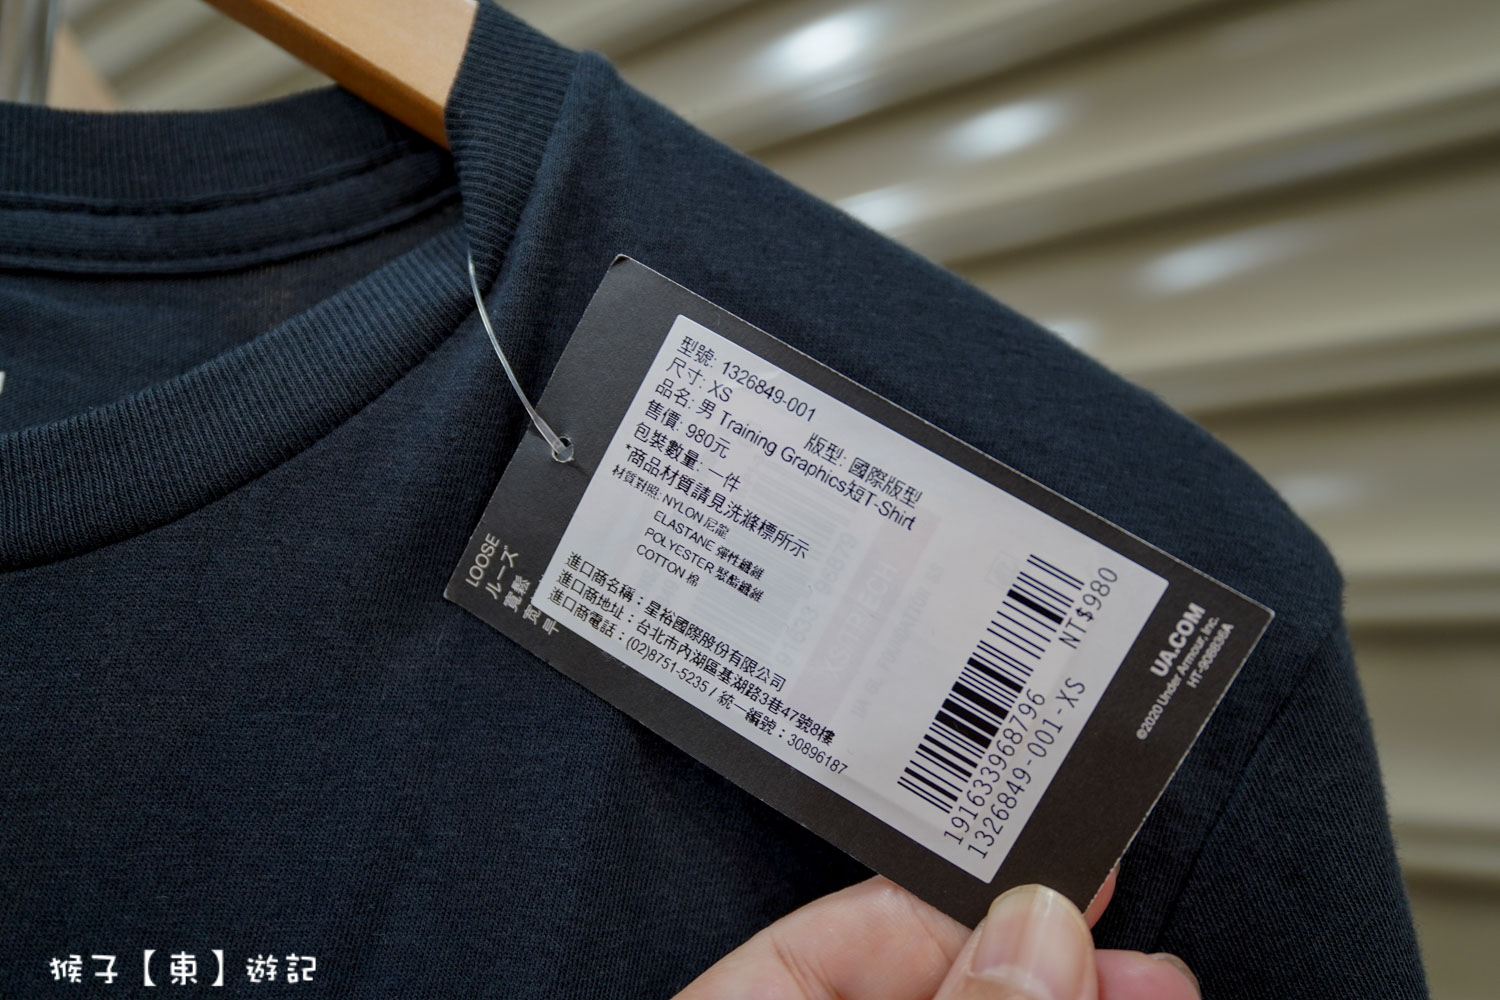 型號: 1326849-001
尺寸: XS
版型: 國際版型
品名: 男 Training Graphics短T-Shirt
售價: 980元
包裝數量: 一件
*商品材質請見洗滌標所示
材質對照: NYLON 尼龍
ELASTANE 彈性纖維
POLYESTER 聚酯纖維
COTTON 棉
進口商名稱：星裕國際股份有限公司
進口商地址：台北市內湖區基湖路3巷47號8樓
進口商電話：(02)8751-5235 / 統一編號：30896187
NT$980
191633968796
1326849-001-XS
LOOSE
ルーズ
寬鬆
UA.COM
©2020 Under Armour, Inc.
猴子【東】遊記